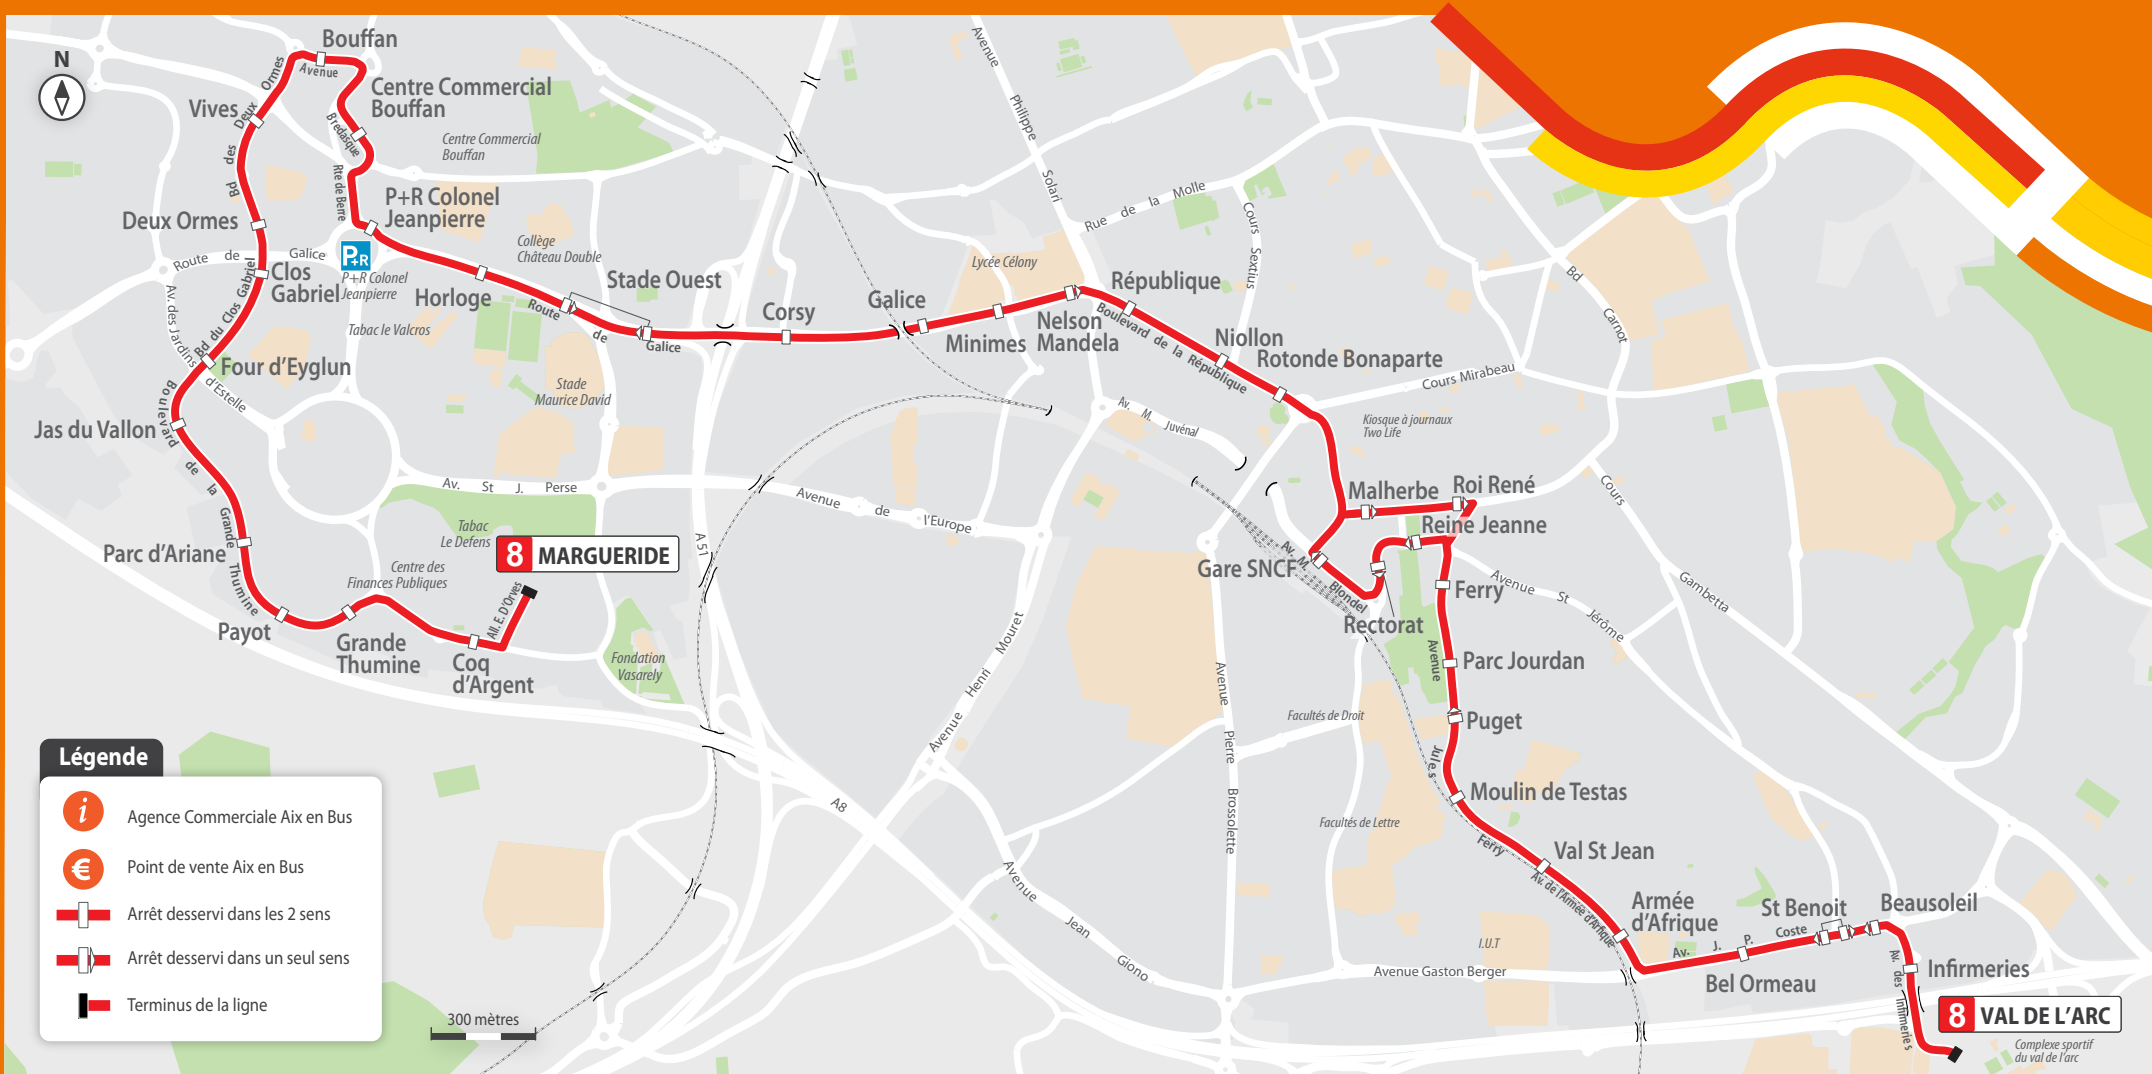 N
Bouffan
Avenue
Centre Commercial
Bouffan
Bredasque
Centre Commercial
Bouffan
Vives
Bd des Deux Ormes
Rte de Berre
P+R Colonel
Jeanpierre
Deux Ormes
Route de Galice
P+R
P+R Colonel
Jeanpierre
Clos
Gabriel
Bd du Clos Gabriel
Av. des Jardins d'Estelle
Tabac le Valcros
Horloge
Collège
Château Double
Stade Ouest
Route de Galice
Corsy
Galice
Lycée Célony
Minimes
Nelson
Mandela
République
Boulevard de la République
Niollon
Rotonde Bonaparte
Avenue Philippe Solari
Rue de la Molle
Cours Sextius
Bd Carnot
Cours Mirabeau
Kiosque à journaux
Two Life
Four d'Eyglun
Stade
Maurice David
Av. M. Juvénal
Jas du Vallon
Boulevard de la Grande Thumine
Av. St J. Perse
Avenue de l'Europe
A 51
Malherbe
Roi René
Reine Jeanne
Cours Gambetta
Parc d'Ariane
Tabac
Le Defens
Centre des
Finances Publiques
8 MARGUERIDE
All. E. D'Orves
Gare SNCF
Av. M. Blondel
Rectorat
Ferry
Avenue St Jérôme
Payot
Grande
Thumine
Coq
d'Argent
Fondation
Vasarely
Avenue Henri Mouret
Avenue Pierre Brossolette
Parc Jourdan
Avenue Jules Ferry
Facultés de Droit
Puget
Moulin de Testas
Facultés de Lettre
A8
Val St Jean
Av. de l'Armée d'Afrique
Armée
d'Afrique
St Benoit
Beausoleil
Av. J. P. Coste
Bel Ormeau
Infirmeries
Av. des Infirmeries
Avenue Jean Giono
I.U.T
Avenue Gaston Berger
8 VAL DE L'ARC
Complexe sportif
du val de l'arc
Légende
i Agence Commerciale Aix en Bus
€ Point de vente Aix en Bus
Arrêt desservi dans les 2 sens
Arrêt desservi dans un seul sens
Terminus de la ligne
300 mètres